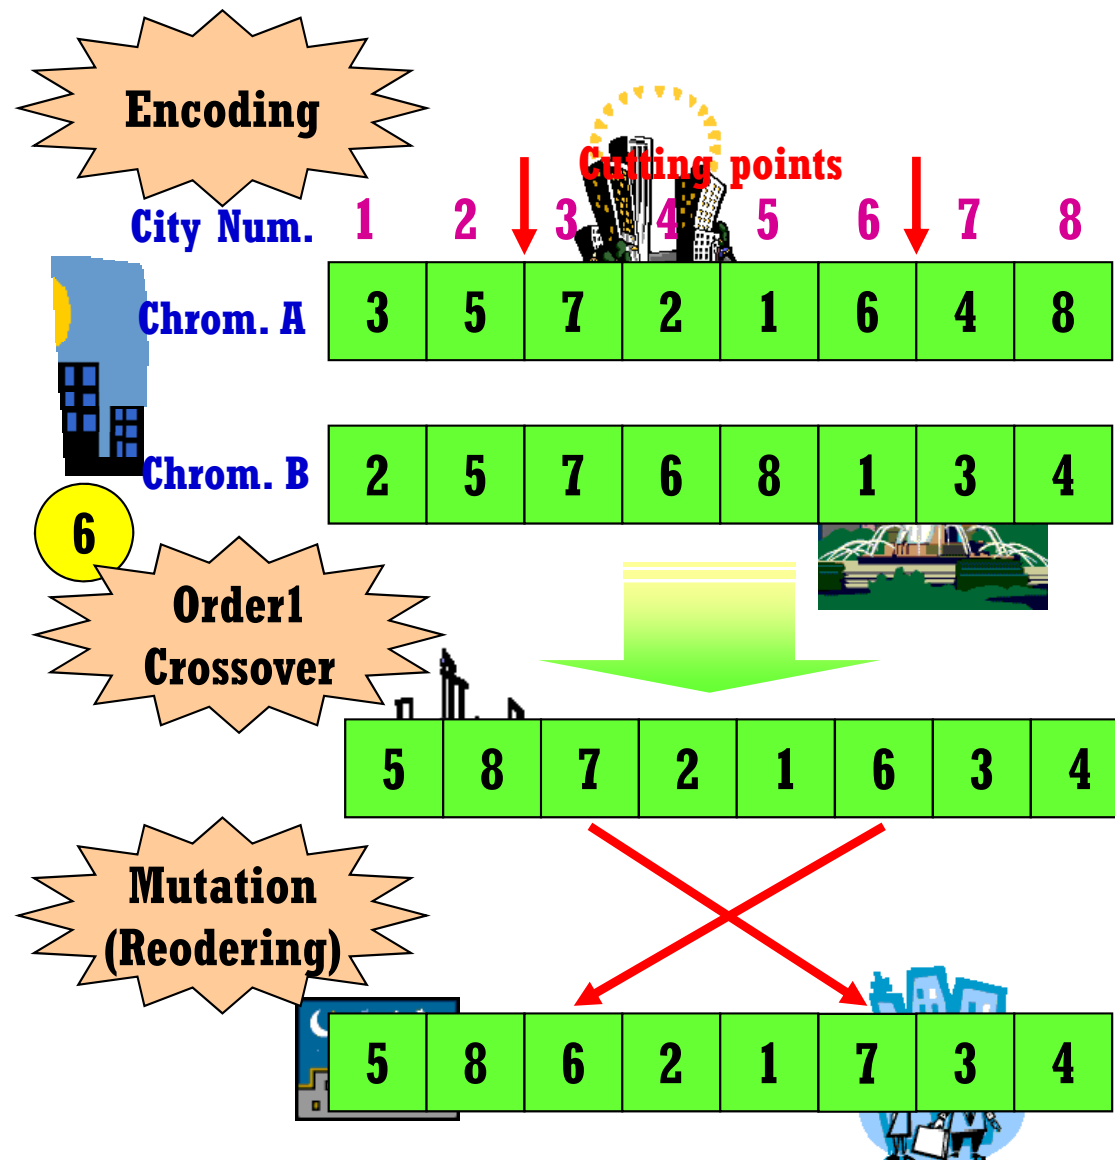 Encoding
Cutting points
City Num. 1 2 3 4 5 6 7 8
Chrom. A 3 5 7 2 1 6 4 8
Chrom. B 2 5 7 6 8 1 3 4
6
Order1
Crossover
5 8 7 2 1 6 3 4
Mutation
(Reodering)
5 8 6 2 1 7 3 4